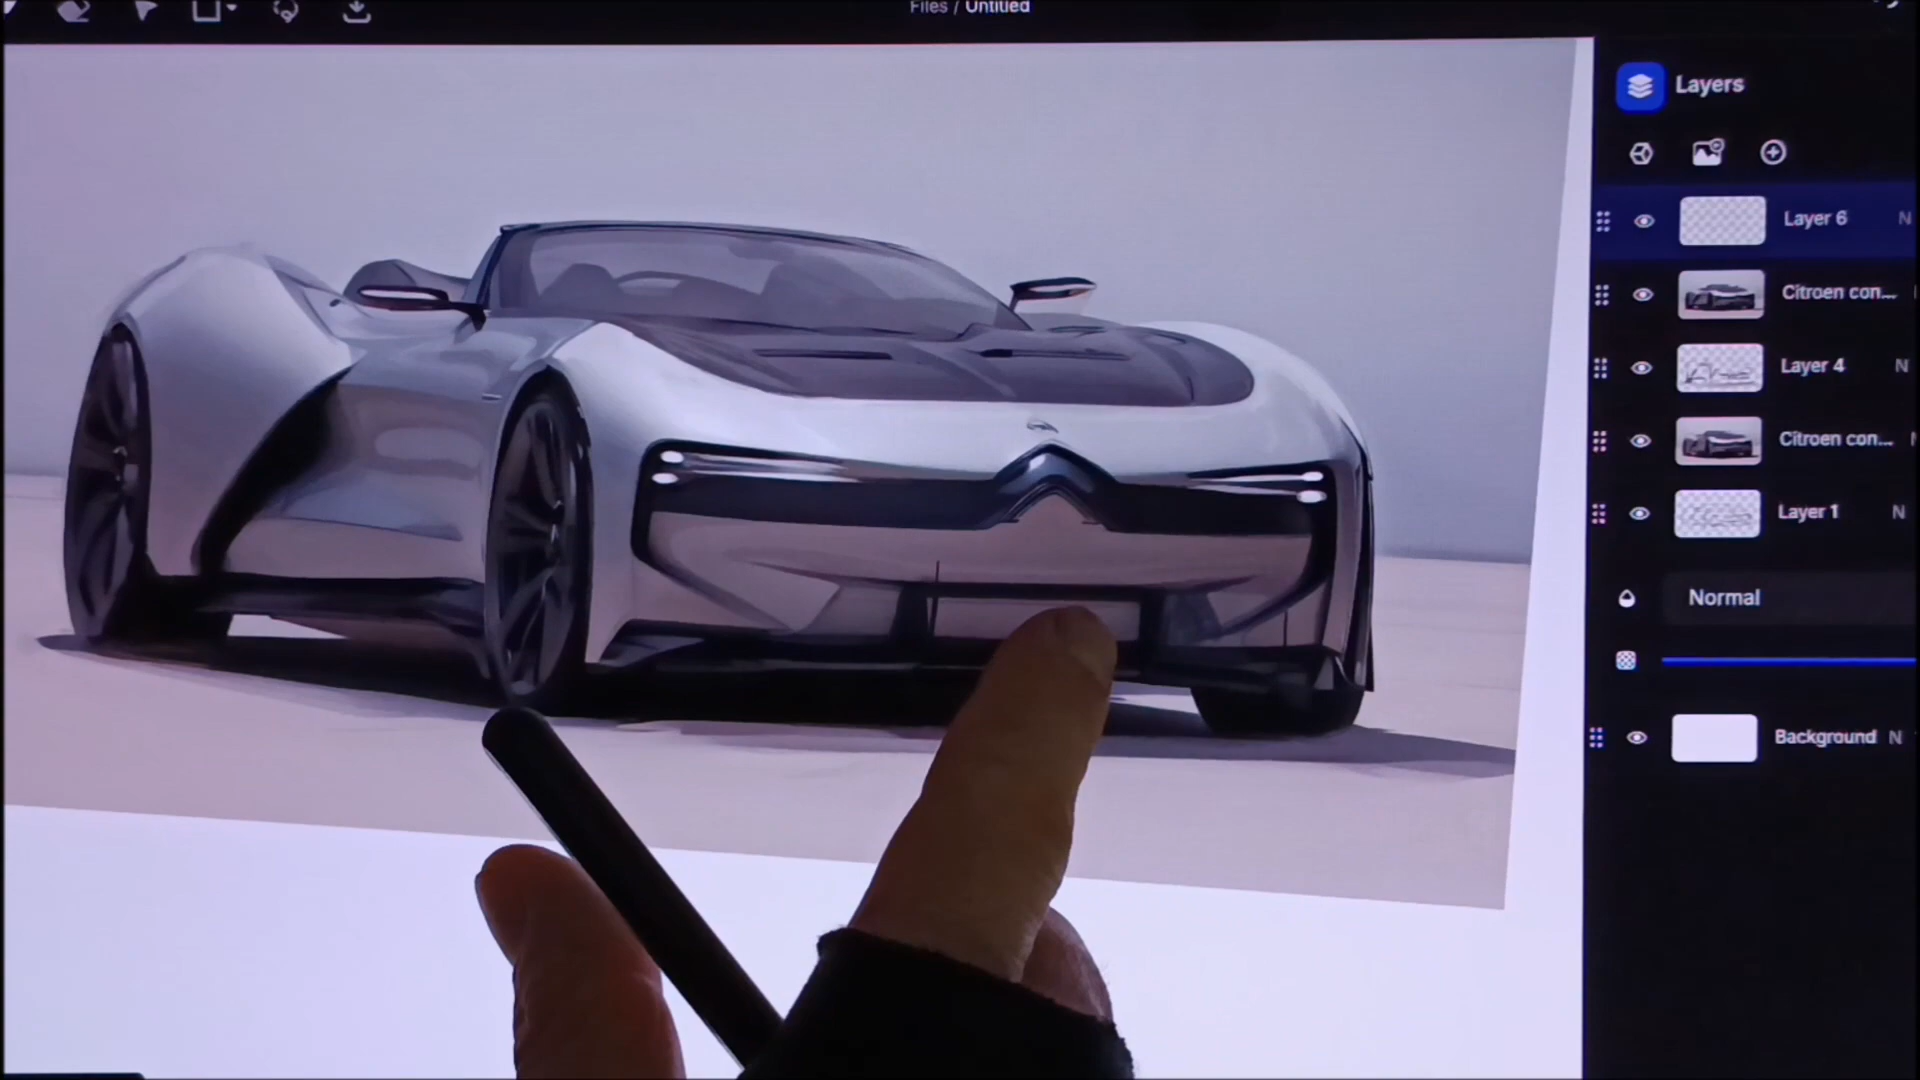 Files / Untitled
Layers
Layer 6 N
Citroen con...
Layer 4 N
Citroen con...
Layer 1 N
Normal
Background N